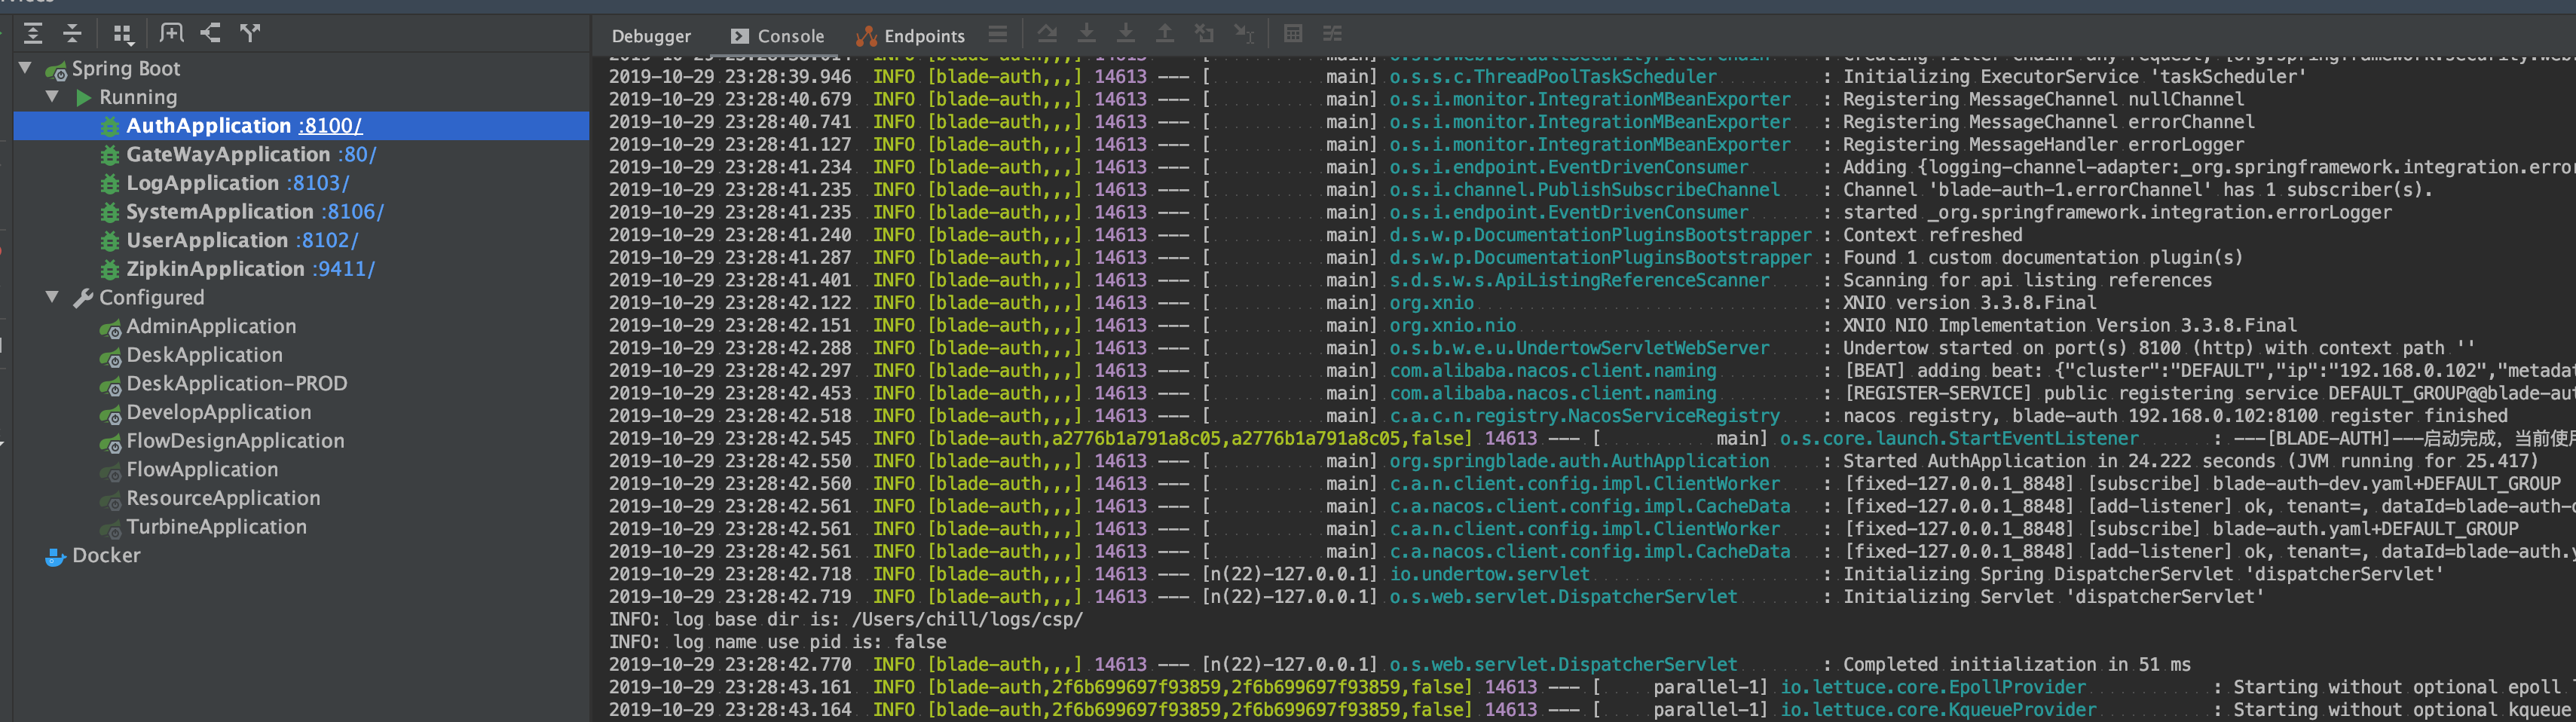 Spring Boot
Running
AuthApplication :8100/
GateWayApplication :80/
LogApplication :8103/
SystemApplication :8106/
UserApplication :8102/
ZipkinApplication :9411/
Configured
AdminApplication
DeskApplication
DeskApplication-PROD
DevelopApplication
FlowDesignApplication
FlowApplication
ResourceApplication
TurbineApplication
Docker
Debugger Console Endpoints
2019-10-29 23:28:39.946 INFO [blade-auth,,,] 14613 --- [ main] o.s.s.c.ThreadPoolTaskScheduler : Initializing ExecutorService 'taskScheduler'
2019-10-29 23:28:40.679 INFO [blade-auth,,,] 14613 --- [ main] o.s.i.monitor.IntegrationMBeanExporter : Registering MessageChannel nullChannel
2019-10-29 23:28:40.741 INFO [blade-auth,,,] 14613 --- [ main] o.s.i.monitor.IntegrationMBeanExporter : Registering MessageChannel errorChannel
2019-10-29 23:28:41.127 INFO [blade-auth,,,] 14613 --- [ main] o.s.i.monitor.IntegrationMBeanExporter : Registering MessageHandler errorLogger
2019-10-29 23:28:41.234 INFO [blade-auth,,,] 14613 --- [ main] o.s.i.endpoint.EventDrivenConsumer : Adding {logging-channel-adapter:_org.springframework.integration.error
2019-10-29 23:28:41.235 INFO [blade-auth,,,] 14613 --- [ main] o.s.i.channel.PublishSubscribeChannel : Channel 'blade-auth-1.errorChannel' has 1 subscriber(s).
2019-10-29 23:28:41.235 INFO [blade-auth,,,] 14613 --- [ main] o.s.i.endpoint.EventDrivenConsumer : started _org.springframework.integration.errorLogger
2019-10-29 23:28:41.240 INFO [blade-auth,,,] 14613 --- [ main] d.s.w.p.DocumentationPluginsBootstrapper : Context refreshed
2019-10-29 23:28:41.287 INFO [blade-auth,,,] 14613 --- [ main] d.s.w.p.DocumentationPluginsBootstrapper : Found 1 custom documentation plugin(s)
2019-10-29 23:28:41.401 INFO [blade-auth,,,] 14613 --- [ main] s.d.s.w.s.ApiListingReferenceScanner : Scanning for api listing references
2019-10-29 23:28:42.122 INFO [blade-auth,,,] 14613 --- [ main] org.xnio : XNIO version 3.3.8.Final
2019-10-29 23:28:42.151 INFO [blade-auth,,,] 14613 --- [ main] org.xnio.nio : XNIO NIO Implementation Version 3.3.8.Final
2019-10-29 23:28:42.288 INFO [blade-auth,,,] 14613 --- [ main] o.s.b.w.e.u.UndertowServletWebServer : Undertow started on port(s) 8100 (http) with context path ''
2019-10-29 23:28:42.297 INFO [blade-auth,,,] 14613 --- [ main] com.alibaba.nacos.client.naming : [BEAT] adding beat: {"cluster":"DEFAULT","ip":"192.168.0.102","metadat
2019-10-29 23:28:42.453 INFO [blade-auth,,,] 14613 --- [ main] com.alibaba.nacos.client.naming : [REGISTER-SERVICE] public registering service DEFAULT_GROUP@@blade-au
2019-10-29 23:28:42.518 INFO [blade-auth,,,] 14613 --- [ main] c.a.c.n.registry.NacosServiceRegistry : nacos registry, blade-auth 192.168.0.102:8100 register finished
2019-10-29 23:28:42.545 INFO [blade-auth,a2776b1a791a8c05,a2776b1a791a8c05,false] 14613 --- [ main] o.s.core.launch.StartEventListener : ---[BLADE-AUTH]---启动完成，当前使用
2019-10-29 23:28:42.550 INFO [blade-auth,,,] 14613 --- [ main] org.springblade.auth.AuthApplication : Started AuthApplication in 24.222 seconds (JVM running for 25.417)
2019-10-29 23:28:42.560 INFO [blade-auth,,,] 14613 --- [ main] c.a.n.client.config.impl.ClientWorker : [fixed-127.0.0.1_8848] [subscribe] blade-auth-dev.yaml+DEFAULT_GROUP
2019-10-29 23:28:42.561 INFO [blade-auth,,,] 14613 --- [ main] c.a.nacos.client.config.impl.CacheData : [fixed-127.0.0.1_8848] [add-listener] ok, tenant=, dataId=blade-auth-d
2019-10-29 23:28:42.561 INFO [blade-auth,,,] 14613 --- [ main] c.a.n.client.config.impl.ClientWorker : [fixed-127.0.0.1_8848] [subscribe] blade-auth.yaml+DEFAULT_GROUP
2019-10-29 23:28:42.561 INFO [blade-auth,,,] 14613 --- [ main] c.a.nacos.client.config.impl.CacheData : [fixed-127.0.0.1_8848] [add-listener] ok, tenant=, dataId=blade-auth.y
2019-10-29 23:28:42.718 INFO [blade-auth,,,] 14613 --- [n(22)-127.0.0.1] io.undertow.servlet : Initializing Spring DispatcherServlet 'dispatcherServlet'
2019-10-29 23:28:42.719 INFO [blade-auth,,,] 14613 --- [n(22)-127.0.0.1] o.s.web.servlet.DispatcherServlet : Initializing Servlet 'dispatcherServlet'
INFO: log base dir is: /Users/chill/logs/csp/
INFO: log name use pid is: false
2019-10-29 23:28:42.770 INFO [blade-auth,,,] 14613 --- [n(22)-127.0.0.1] o.s.web.servlet.DispatcherServlet : Completed initialization in 51 ms
2019-10-29 23:28:43.161 INFO [blade-auth,2f6b699697f93859,2f6b699697f93859,false] 14613 --- [ parallel-1] io.lettuce.core.EpollProvider : Starting without optional epoll
2019-10-29 23:28:43.164 INFO [blade-auth,2f6b699697f93859,2f6b699697f93859,false] 14613 --- [ parallel-1] io.lettuce.core.KqueueProvider : Starting without optional kqueue